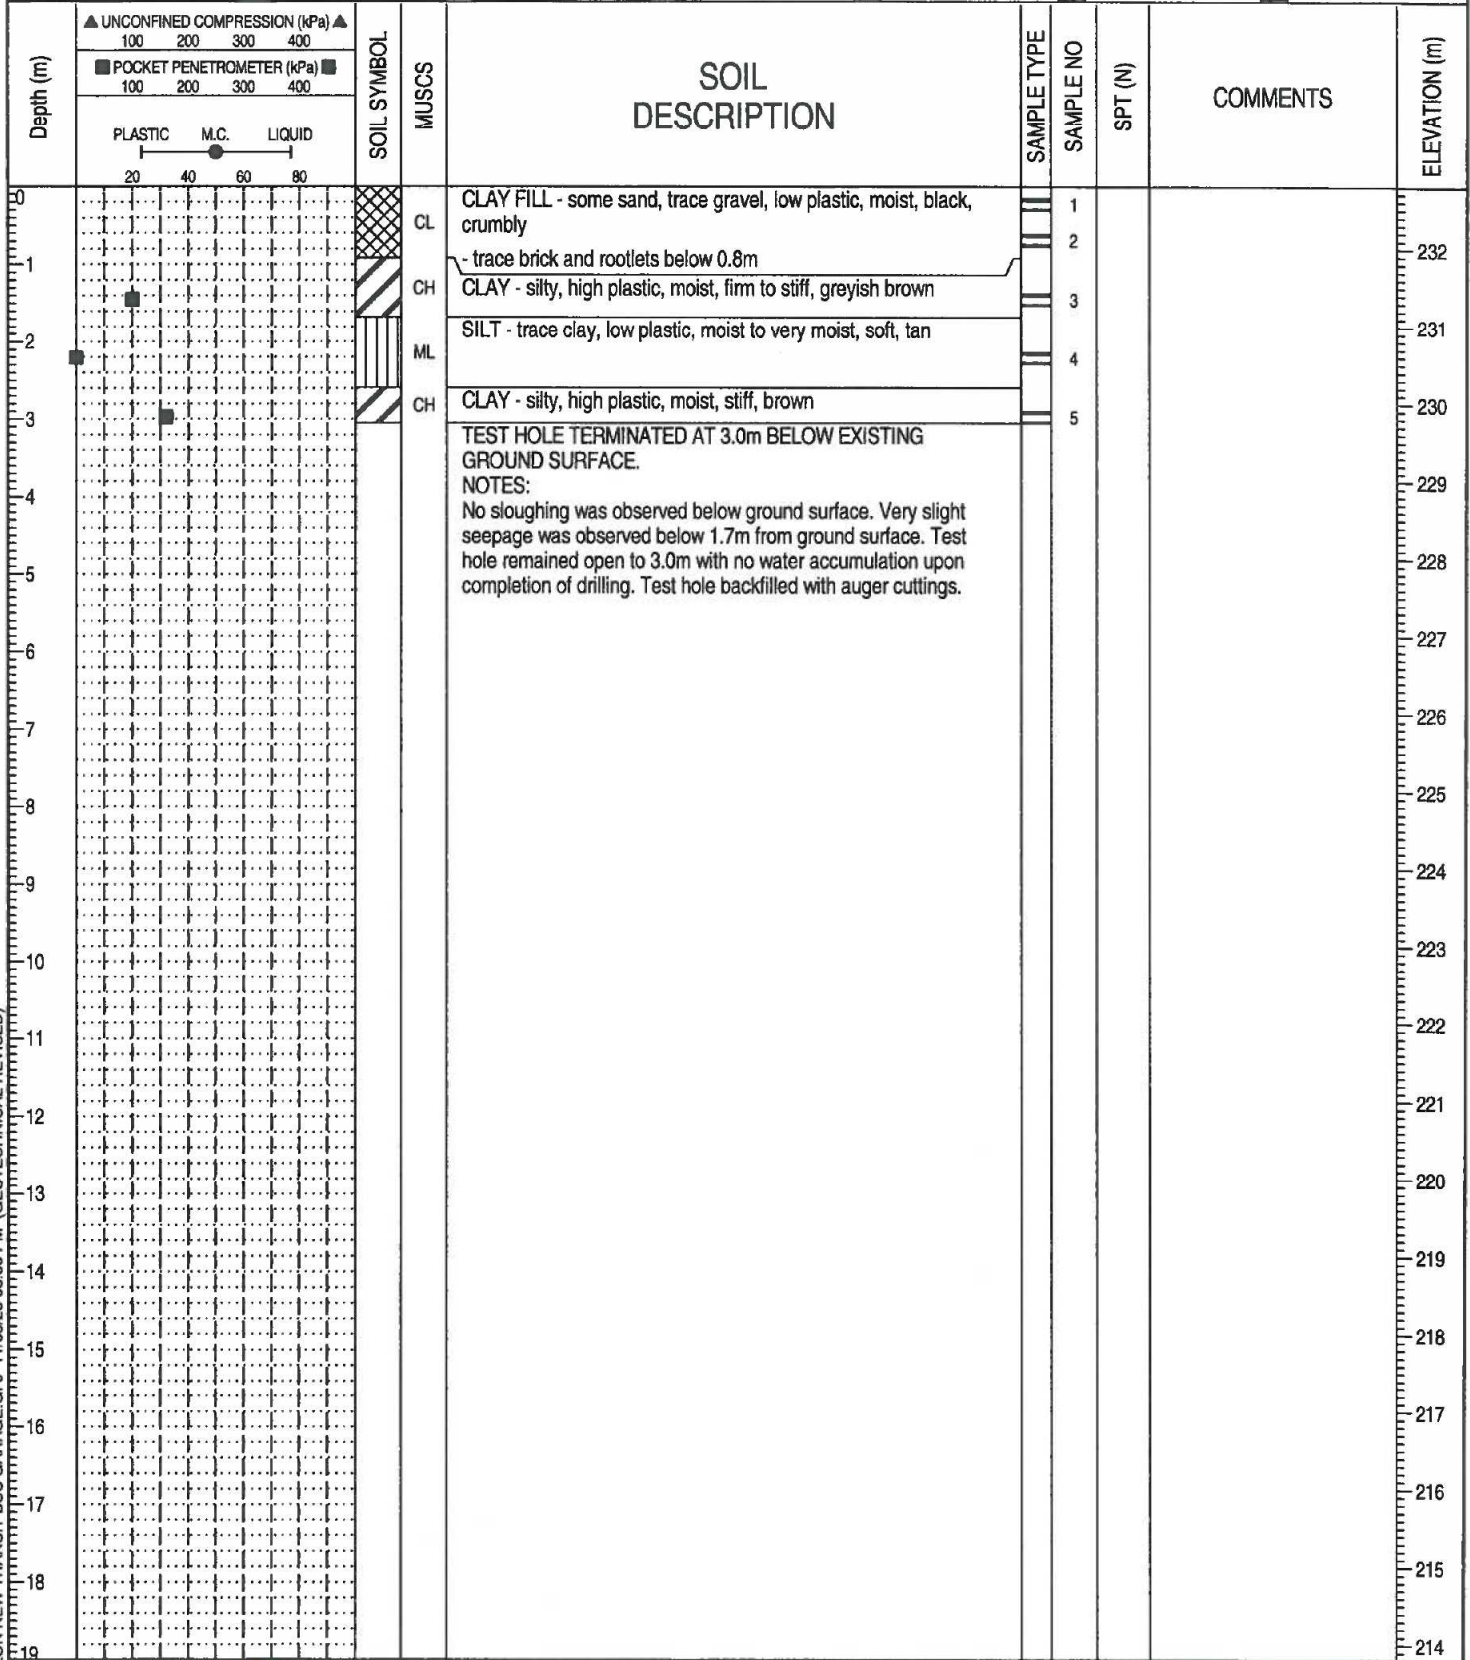 ▲ UNCONFINED COMPRESSION (kPa) ▲
100 200 300 400
■ POCKET PENETROMETER (kPa) ■
100 200 300 400
PLASTIC M.C. LIQUID
20 40 60 80
Depth (m)
SOIL SYMBOL
MUSCS
SOIL
DESCRIPTION
SAMPLE TYPE
SAMPLE NO
SPT (N)
COMMENTS
ELEVATION (m)
0
CL
CLAY FILL - some sand, trace gravel, low plastic, moist, black,
crumbly
1
2
- trace brick and rootlets below 0.8m
232
1
CH
CLAY - silty, high plastic, moist, firm to stiff, greyish brown
3
231
2
ML
SILT - trace clay, low plastic, moist to very moist, soft, tan
4
230
3
CH
CLAY - silty, high plastic, moist, stiff, brown
5
TEST HOLE TERMINATED AT 3.0m BELOW EXISTING
GROUND SURFACE.
NOTES:
No sloughing was observed below ground surface. Very slight
seepage was observed below 1.7m from ground surface. Test
hole remained open to 3.0m with no water accumulation upon
completion of drilling. Test hole backfilled with auger cuttings.
4
229
5
228
6
227
7
226
8
225
9
224
10
223
11
222
12
221
13
220
14
219
15
218
16
217
17
216
18
215
19
214